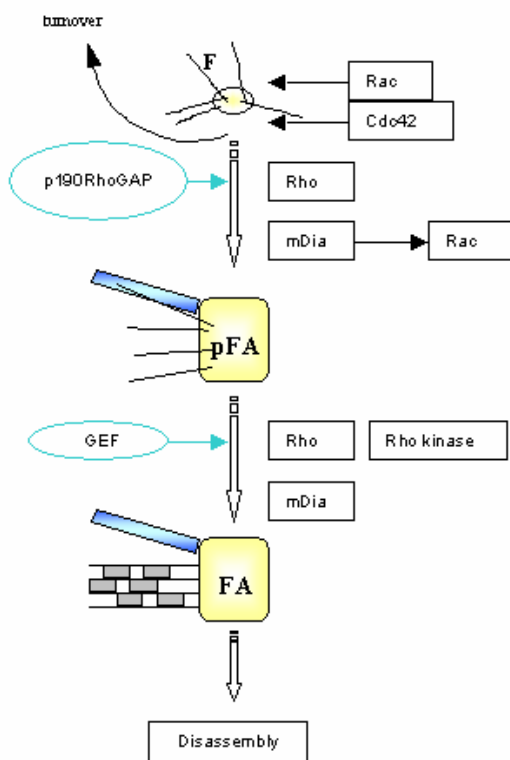 turnover
F
Rac
Cdc42
p190RhoGAP
Rho
mDia
Rac
pFA
GEF
Rho
Rho kinase
mDia
FA
Disassembly